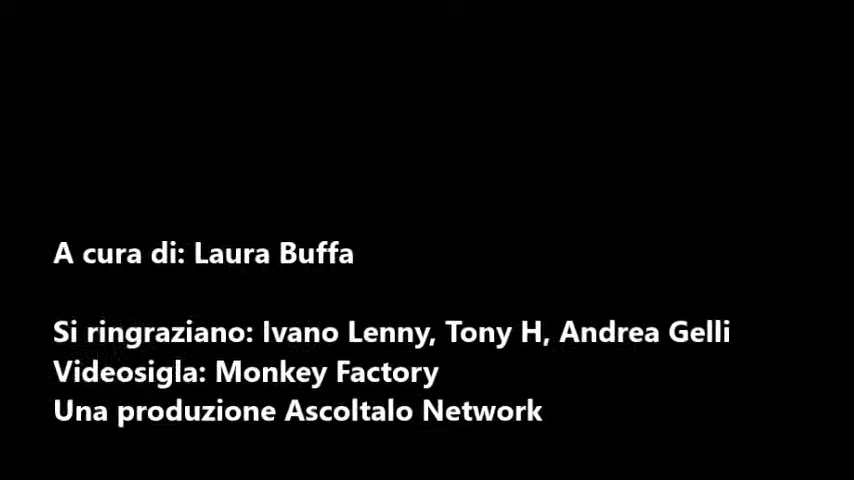 A cura di: Laura Buffa
Si ringraziano: Ivano Lenny, Tony H, Andrea Gelli
Videosigla: Monkey Factory
Una produzione Ascoltalo Network